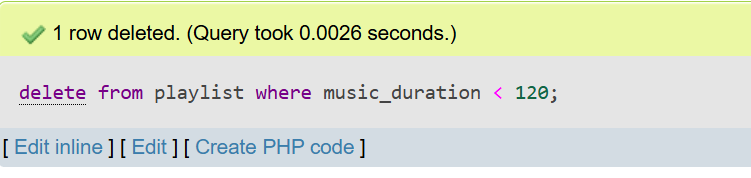 1 row deleted. (Query took 0.0026 seconds.)
delete from playlist where music_duration < 120;
[ Edit inline ] [ Edit ] [ Create PHP code ]